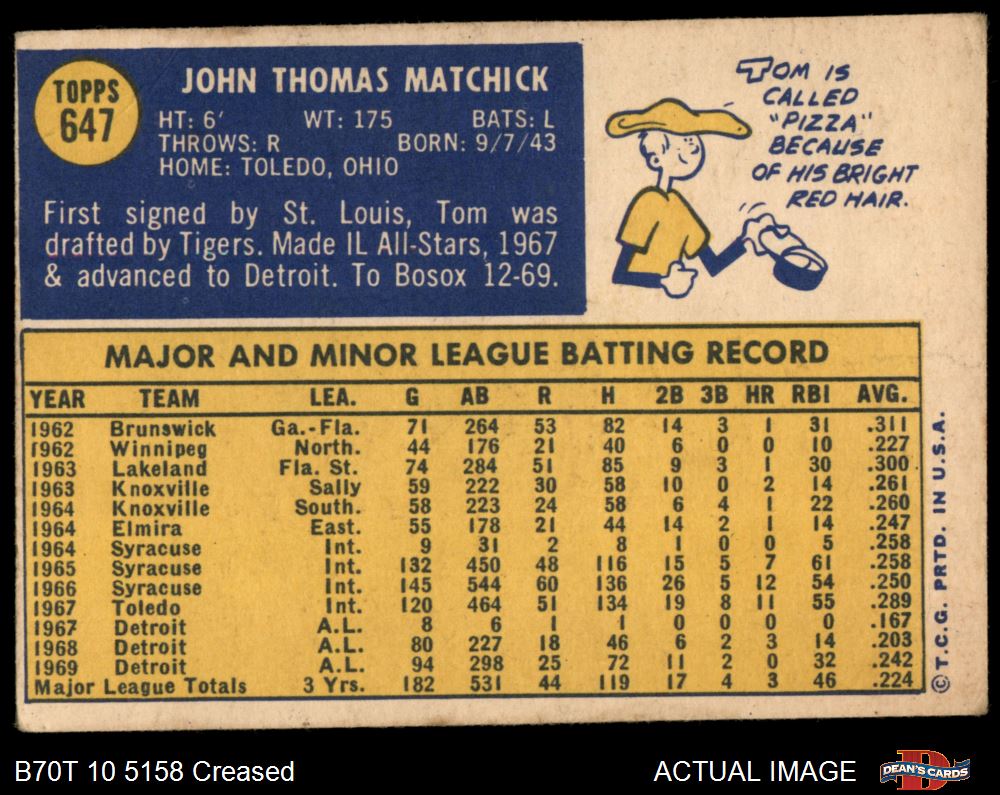 TOPPS
647
JOHN THOMAS MATCHICK
HT: 6' WT: 175 BATS: L
THROWS: R BORN: 9/7/43
HOME: TOLEDO, OHIO
First signed by St. Louis, Tom was
drafted by Tigers. Made IL All-Stars, 1967
& advanced to Detroit. To Bosox 12-69.
TOM IS
CALLED
"PIZZA"
BECAUSE
OF HIS BRIGHT
RED HAIR.
MAJOR AND MINOR LEAGUE BATTING RECORD
YEAR TEAM LEA. G AB R H 2B 3B HR RBI AVG.
1962 Brunswick Ga.-Fla. 71 264 53 82 14 3 1 31 .311
1962 Winnipeg North. 44 176 21 40 6 0 0 10 .227
1963 Lakeland Fla. St. 74 284 51 85 9 3 1 30 .300
1963 Knoxville Sally 59 222 30 58 10 0 2 14 .261
1964 Knoxville South. 58 223 24 58 6 4 1 22 .260
1964 Elmira East. 55 178 21 44 14 2 1 14 .247
1964 Syracuse Int. 9 31 2 8 1 0 0 5 .258
1965 Syracuse Int. 132 450 48 116 15 5 7 61 .258
1966 Syracuse Int. 145 544 60 136 26 5 12 54 .250
1967 Toledo Int. 120 464 51 134 19 8 11 55 .289
1967 Detroit A.L. 8 6 1 1 0 0 0 0 .167
1968 Detroit A.L. 80 227 18 46 6 2 3 14 .203
1969 Detroit A.L. 94 298 25 72 11 2 0 32 .242
Major League Totals 3 Yrs. 182 531 44 119 17 4 3 46 .224
© T.C.G. PRTD. IN U.S.A.
B70T 10 5158 Creased
ACTUAL IMAGE
D
DEAN'S CARDS